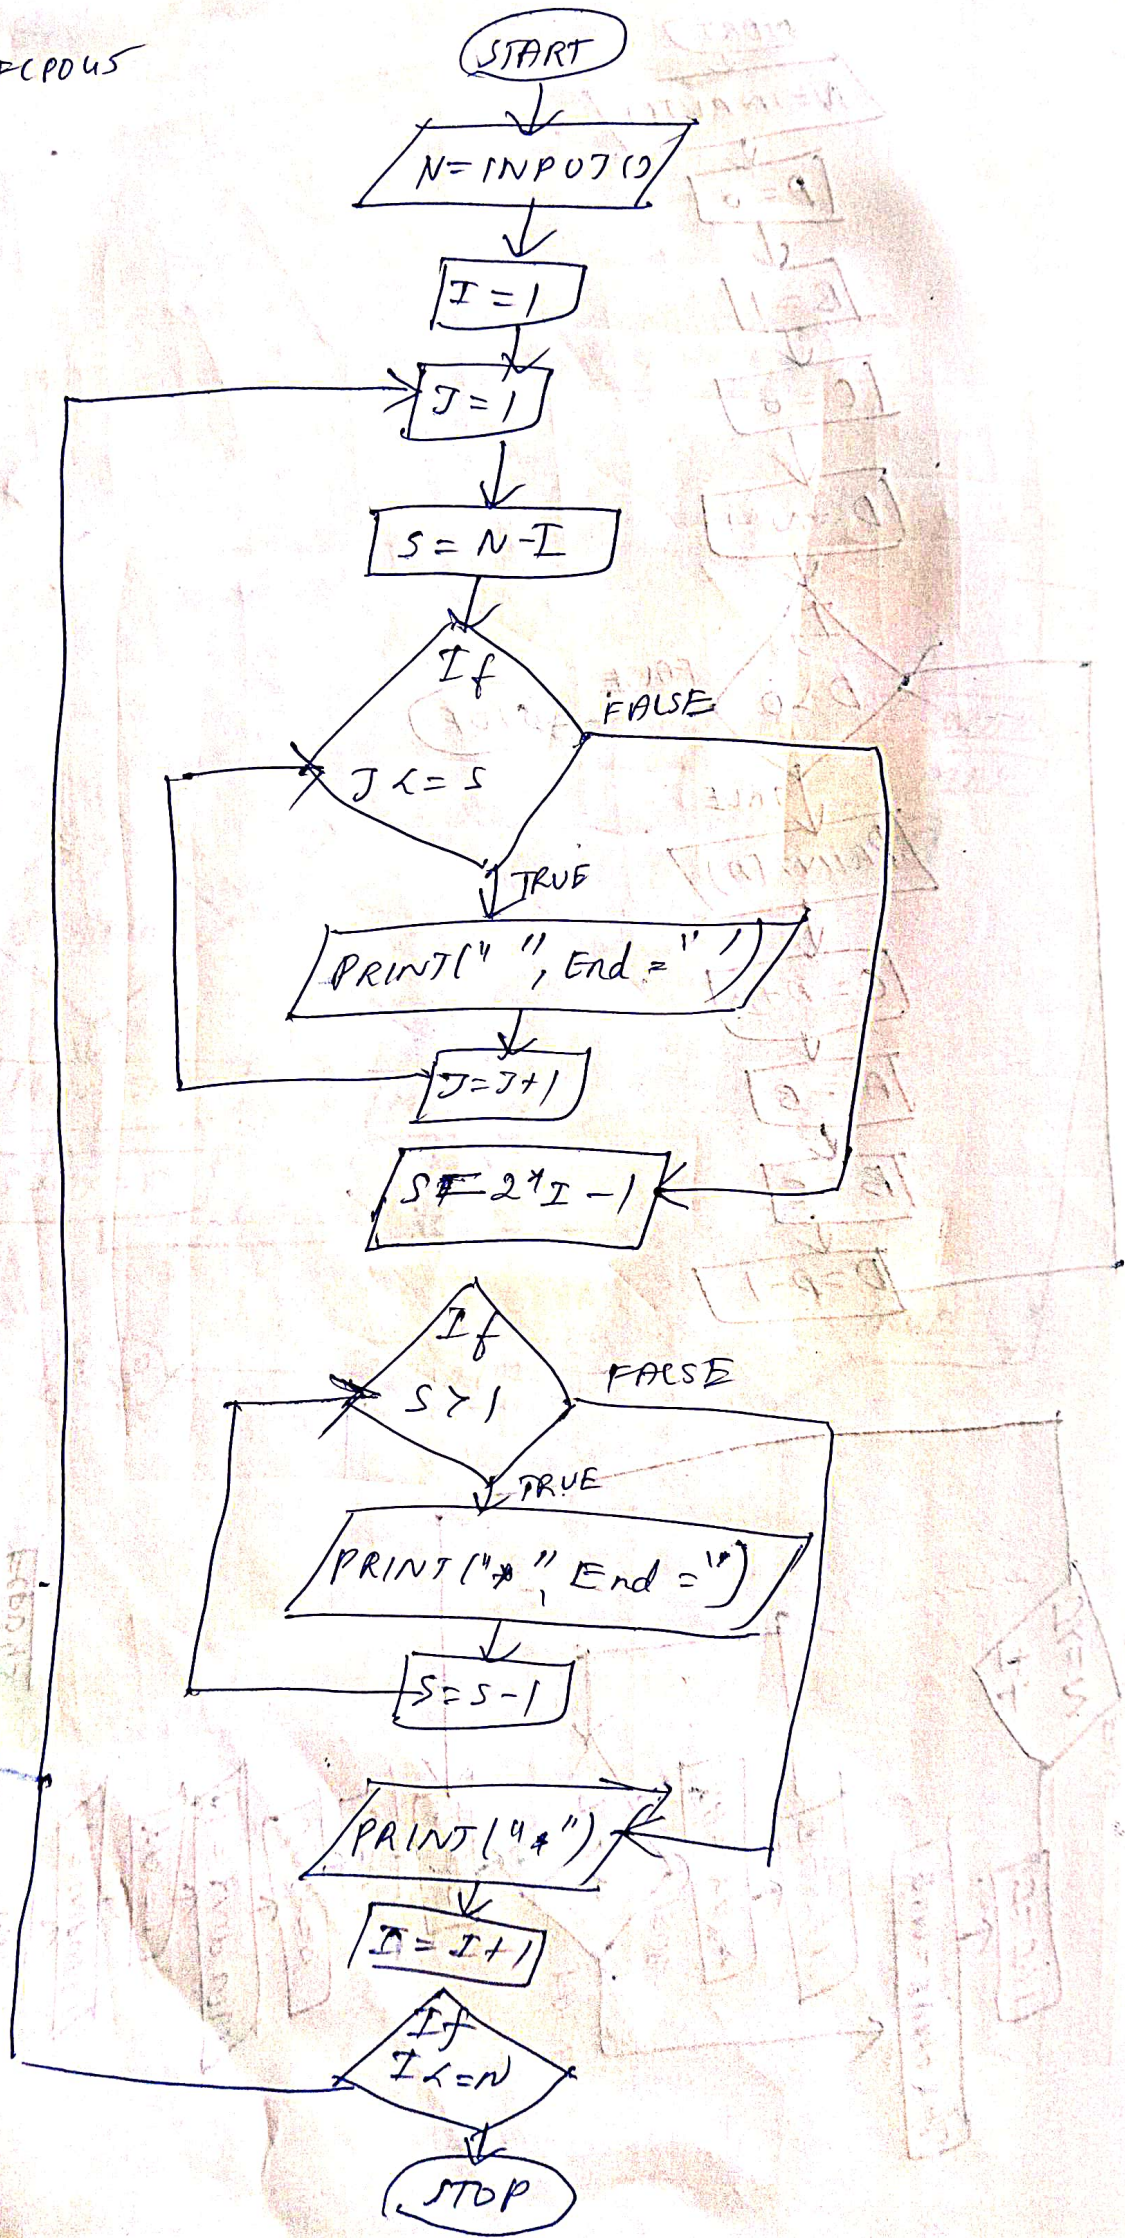 FCPO45
START
N=INPUT()
I=1
J=1
S=N-I
If
FALSE
J<=S
TRUE
PRINT(" ", End=" ")
J=J+1
S=2*I-1
If
FALSE
S>1
TRUE
PRINT("*", End="")
S=S-1
PRINT("*")
I=I+1
If
I<=N
STOP